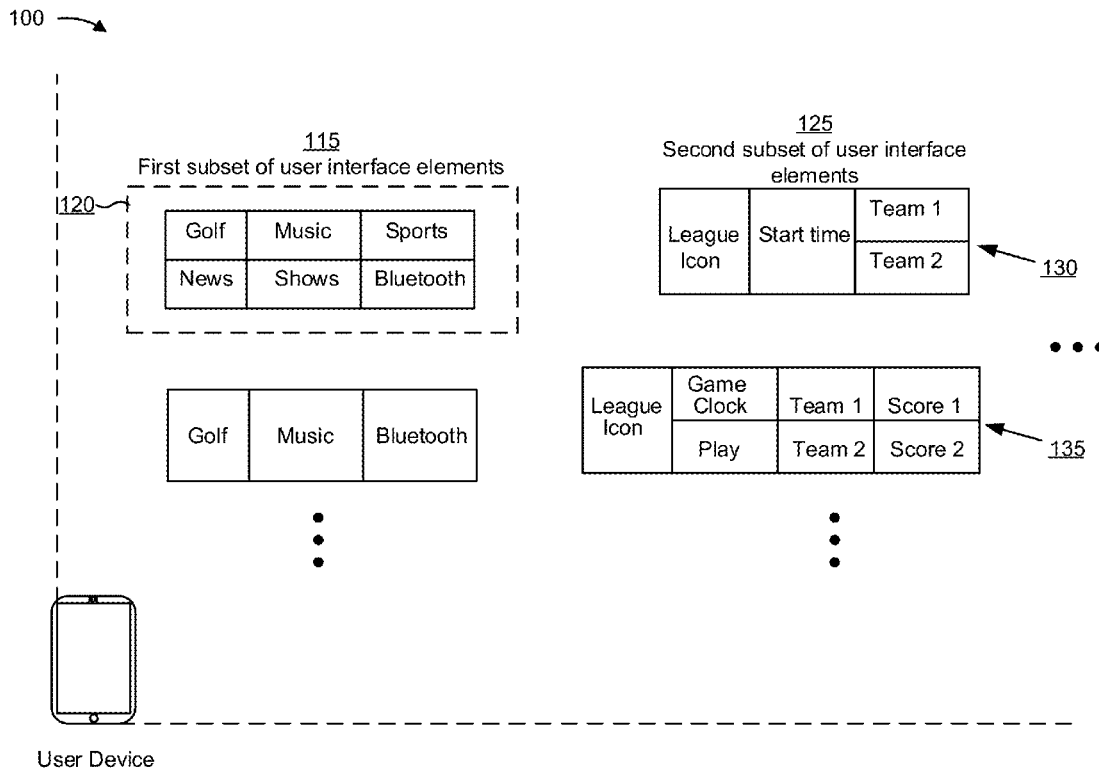 100
115
First subset of user interface elements
120
Golf Music Sports
News Shows Bluetooth
125
Second subset of user interface
elements
League
Icon
Start time
Team 1
Team 2
130
Golf Music Bluetooth
League
Icon
Game
Clock
Team 1 Score 1
Play Team 2 Score 2
135
User Device